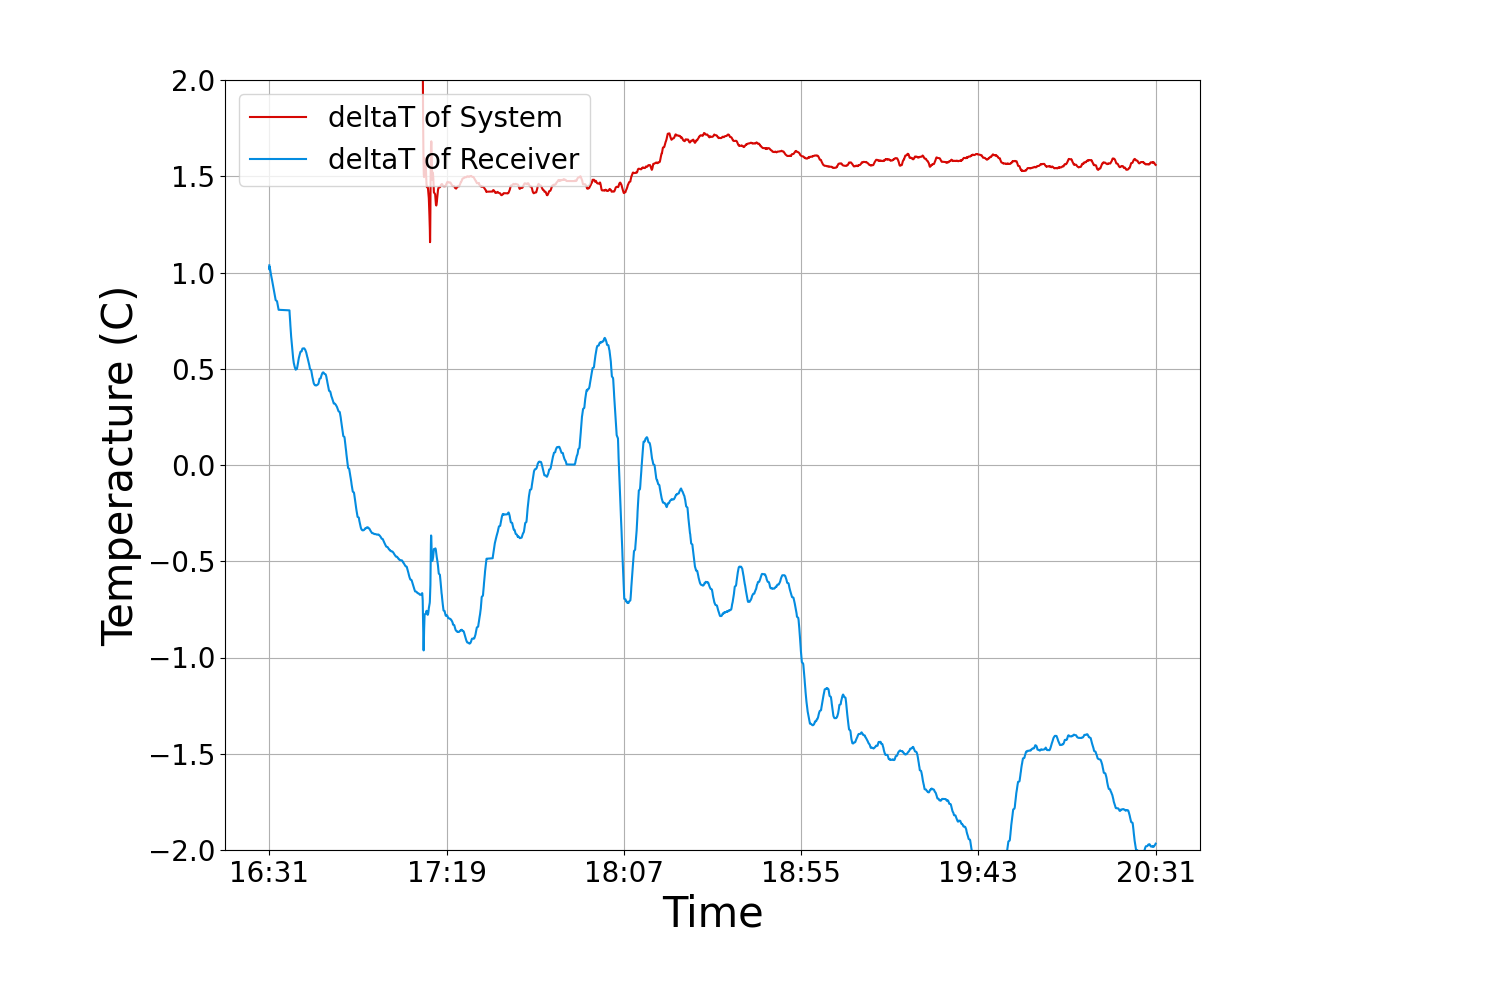 2.0
1.5
1.0
0.5
0.0
−0.5
−1.0
−1.5
−2.0
Temperacture (C)
deltaT of System
deltaT of Receiver
16:31 17:19 18:07 18:55 19:43 20:31
Time